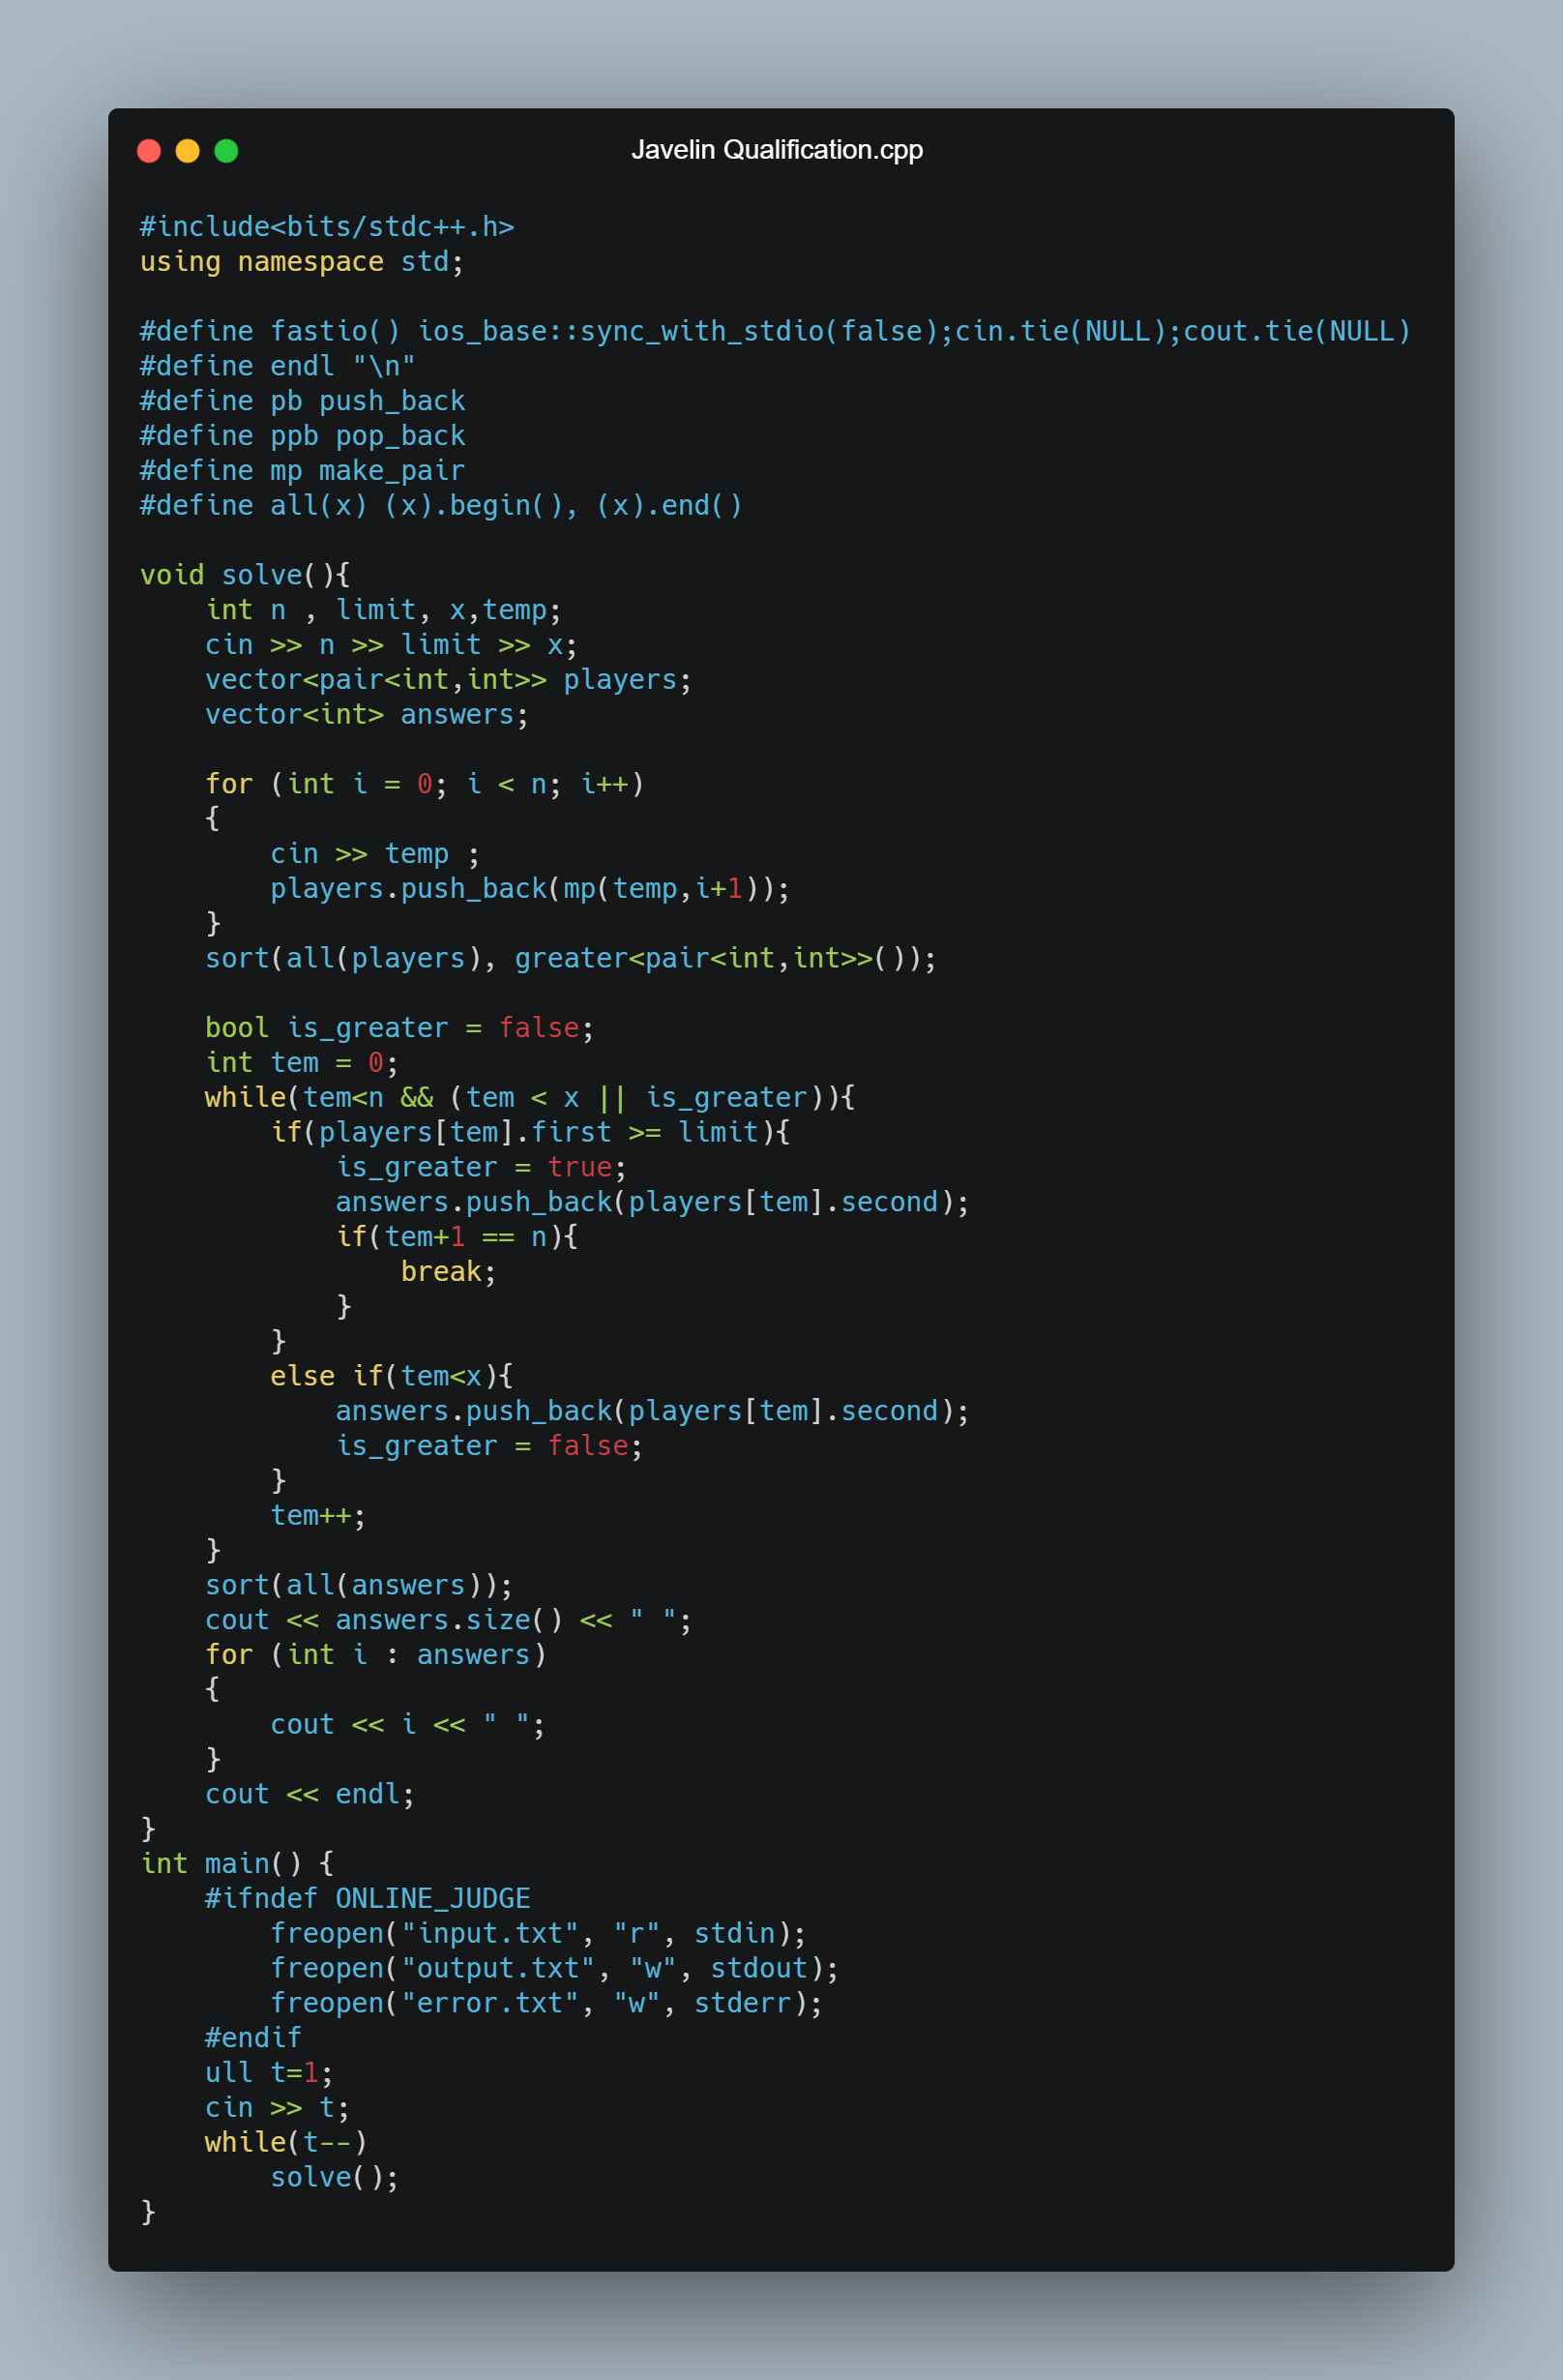 Javelin Qualification.cpp
#include<bits/stdc++.h>
using namespace std;

#define fastio() ios_base::sync_with_stdio(false);cin.tie(NULL);cout.tie(NULL)
#define endl "\n"
#define pb push_back
#define ppb pop_back
#define mp make_pair
#define all(x) (x).begin(), (x).end()

void solve(){
    int n , limit, x,temp;
    cin >> n >> limit >> x;
    vector<pair<int,int>> players;
    vector<int> answers;

    for (int i = 0; i < n; i++)
    {
        cin >> temp ;
        players.push_back(mp(temp,i+1));
    }
    sort(all(players), greater<pair<int,int>>());

    bool is_greater = false;
    int tem = 0;
    while(tem<n && (tem < x || is_greater)){
        if(players[tem].first >= limit){
            is_greater = true;
            answers.push_back(players[tem].second);
            if(tem+1 == n){
                break;
            }
        }
        else if(tem<x){
            answers.push_back(players[tem].second);
            is_greater = false;
        }
        tem++;
    }
    sort(all(answers));
    cout << answers.size() << " ";
    for (int i : answers)
    {
        cout << i << " ";
    }
    cout << endl;
}
int main() {
    #ifndef ONLINE_JUDGE
        freopen("input.txt", "r", stdin);
        freopen("output.txt", "w", stdout);
        freopen("error.txt", "w", stderr);
    #endif
    ull t=1;
    cin >> t;
    while(t--)
        solve();
}